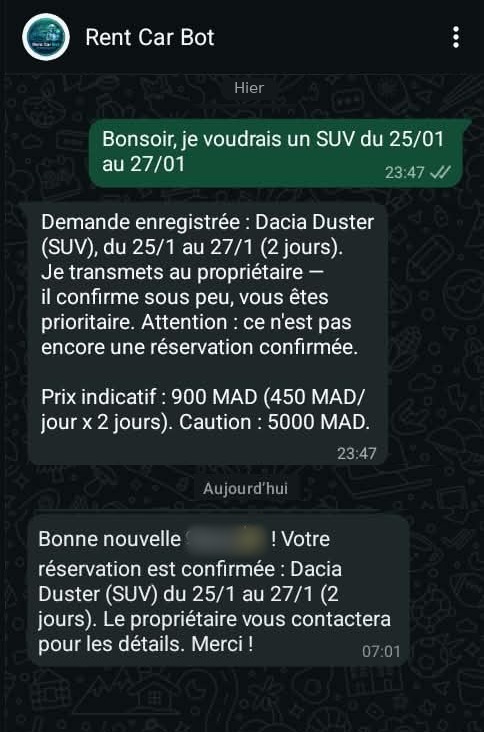 Rent Car Bot
Hier
Bonsoir, je voudrais un SUV du 25/01
au 27/01
23:47
Demande enregistrée : Dacia Duster
(SUV), du 25/1 au 27/1 (2 jours).
Je transmets au propriétaire —
il confirme sous peu, vous êtes
prioritaire. Attention : ce n'est pas
encore une réservation confirmée.
Prix indicatif : 900 MAD (450 MAD/
jour x 2 jours). Caution : 5000 MAD.
23:47
Aujourd'hui
Bonne nouvelle ! Votre
réservation est confirmée : Dacia
Duster (SUV) du 25/1 au 27/1 (2
jours). Le propriétaire vous contactera
pour les détails. Merci !
07:01